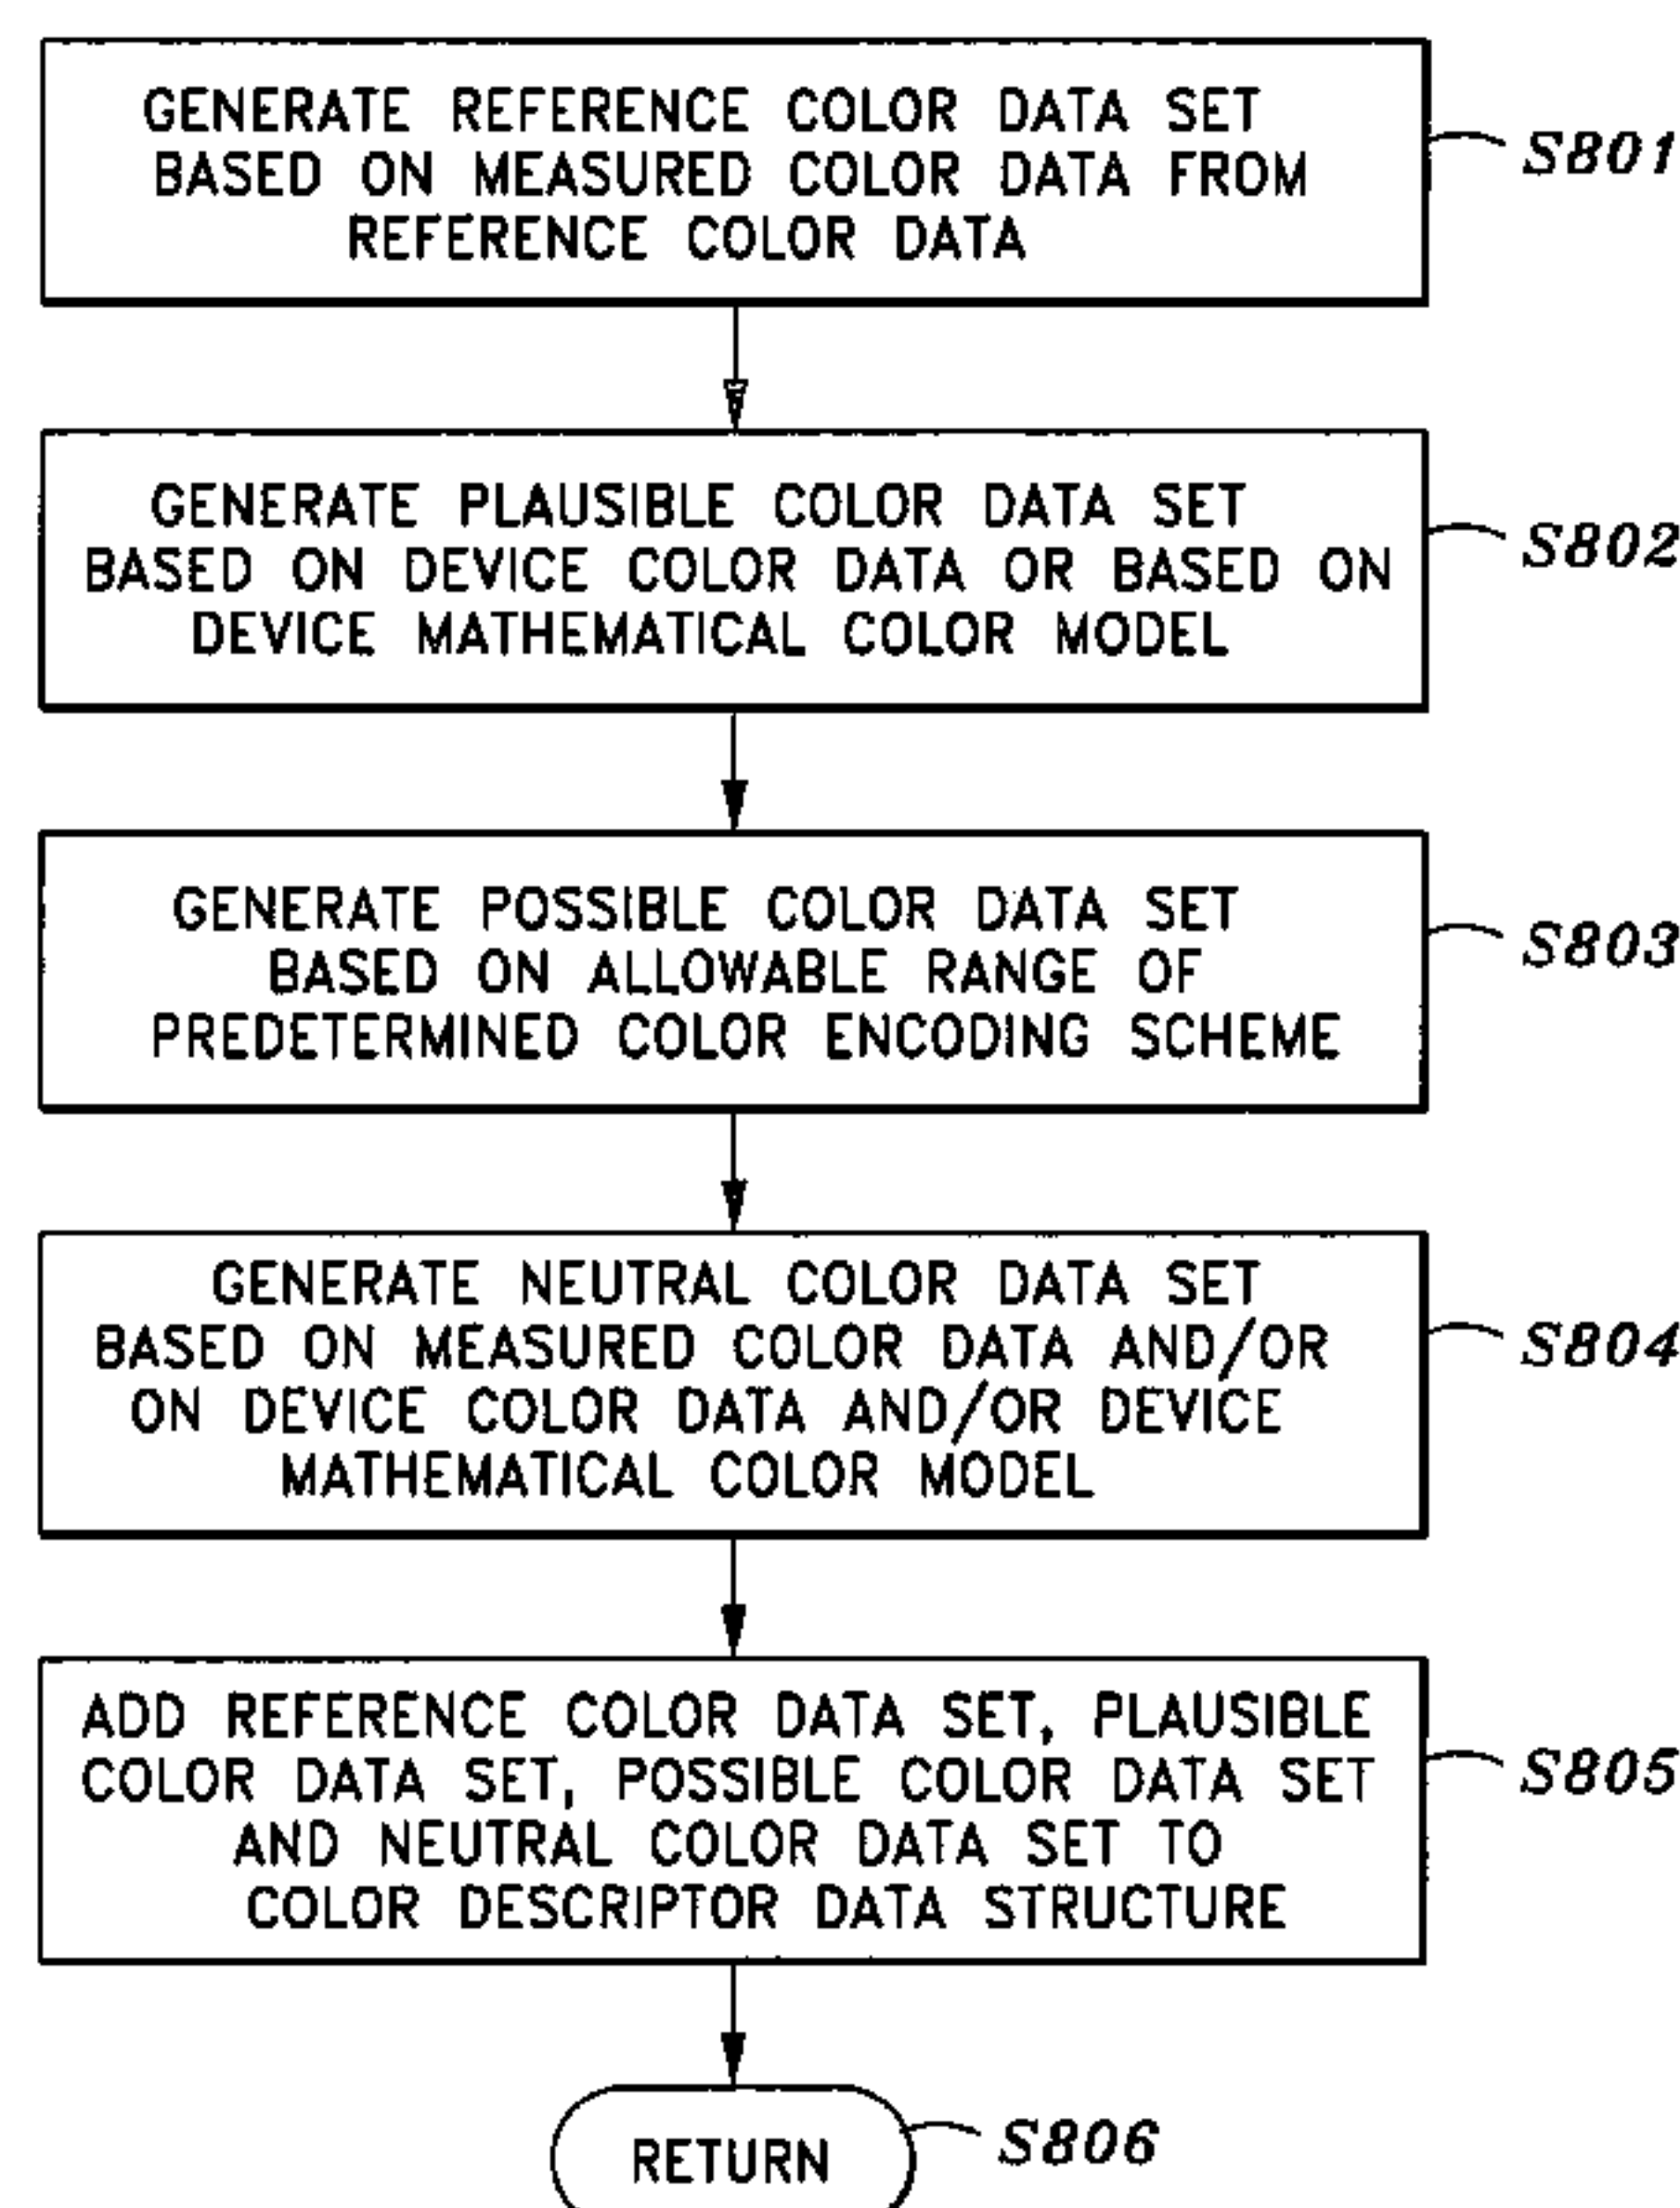 GENERATE REFERENCE COLOR DATA SET
BASED ON MEASURED COLOR DATA FROM
REFERENCE COLOR DATA
S801
GENERATE PLAUSIBLE COLOR DATA SET
BASED ON DEVICE COLOR DATA OR BASED ON
DEVICE MATHEMATICAL COLOR MODEL
S802
GENERATE POSSIBLE COLOR DATA SET
BASED ON ALLOWABLE RANGE OF
PREDETERMINED COLOR ENCODING SCHEME
S803
GENERATE NEUTRAL COLOR DATA SET
BASED ON MEASURED COLOR DATA AND/OR
ON DEVICE COLOR DATA AND/OR DEVICE
MATHEMATICAL COLOR MODEL
S804
ADD REFERENCE COLOR DATA SET, PLAUSIBLE
COLOR DATA SET, POSSIBLE COLOR DATA SET
AND NEUTRAL COLOR DATA SET TO
COLOR DESCRIPTOR DATA STRUCTURE
S805
RETURN
S806